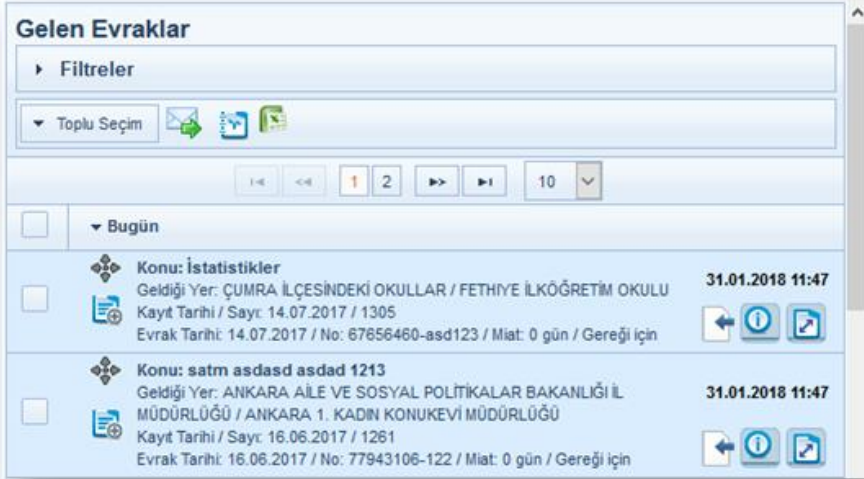 Gelen Evraklar
Filtreler
Toplu Seçim
1 2 10
Bugün
Konu: İstatistikler
Geldiği Yer: ÇUMRA İLÇESİNDEKİ OKULLAR / FETHIYE İLKÖĞRETİM OKULU
31.01.2018 11:47
Kayıt Tarihi / Sayı: 14.07.2017 / 1305
Evrak Tarihi: 14.07.2017 / No: 67656460-asd123 / Miat: 0 gün / Gereği için
Konu: satm asdasd asdad 1213
Geldiği Yer: ANKARA AİLE VE SOSYAL POLİTİKALAR BAKANLIĞI İL
31.01.2018 11:47
MÜDÜRLÜĞÜ / ANKARA 1. KADIN KONUKEVİ MÜDÜRLÜĞÜ
Kayıt Tarihi / Sayı: 16.06.2017 / 1261
Evrak Tarihi: 16.06.2017 / No: 77943106-122 / Miat: 0 gün / Gereği için